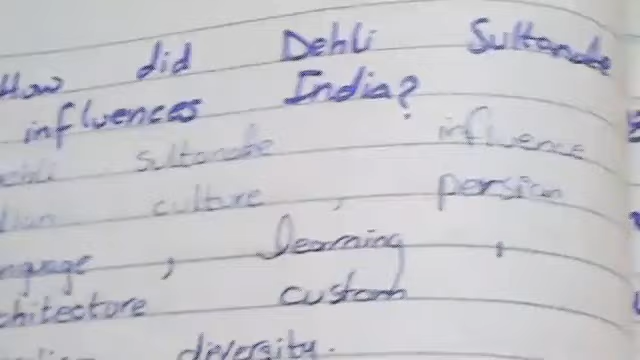 How did Dehli Sultanate
influences India?
sultanate influence
culture , persian
, learning ,
custom
diversity.